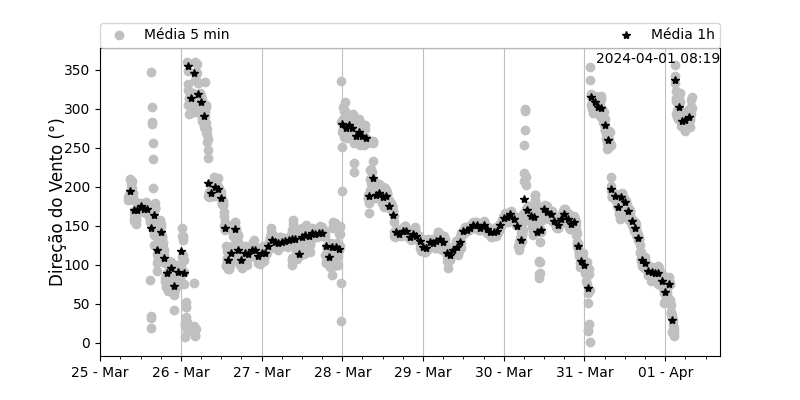 Média 5 min
Média 1h
2024-04-01 08:19
Direção do Vento (°)
350
300
250
200
150
100
50
0
25 - Mar
26 - Mar
27 - Mar
28 - Mar
29 - Mar
30 - Mar
31 - Mar
01 - Apr